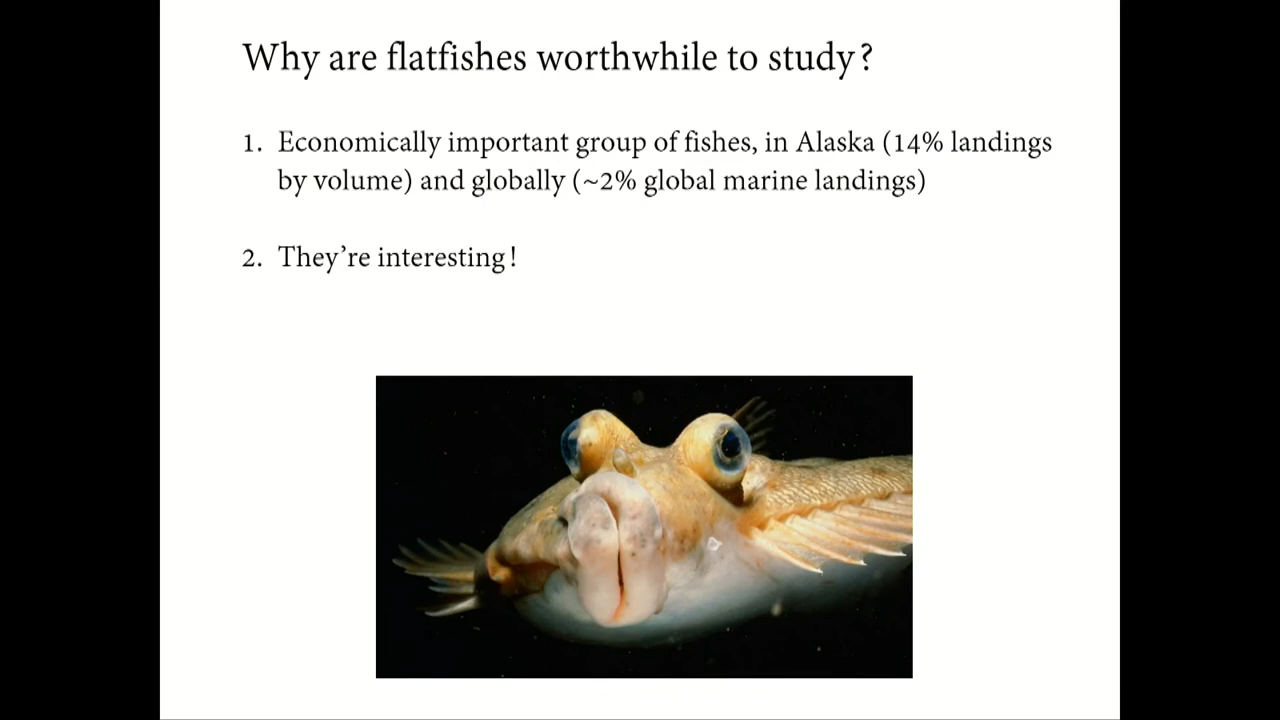 Why are flatfishes worthwhile to study?
1. Economically important group of fishes, in Alaska (14% landings
by volume) and globally (~2% global marine landings)
2. They’re interesting!